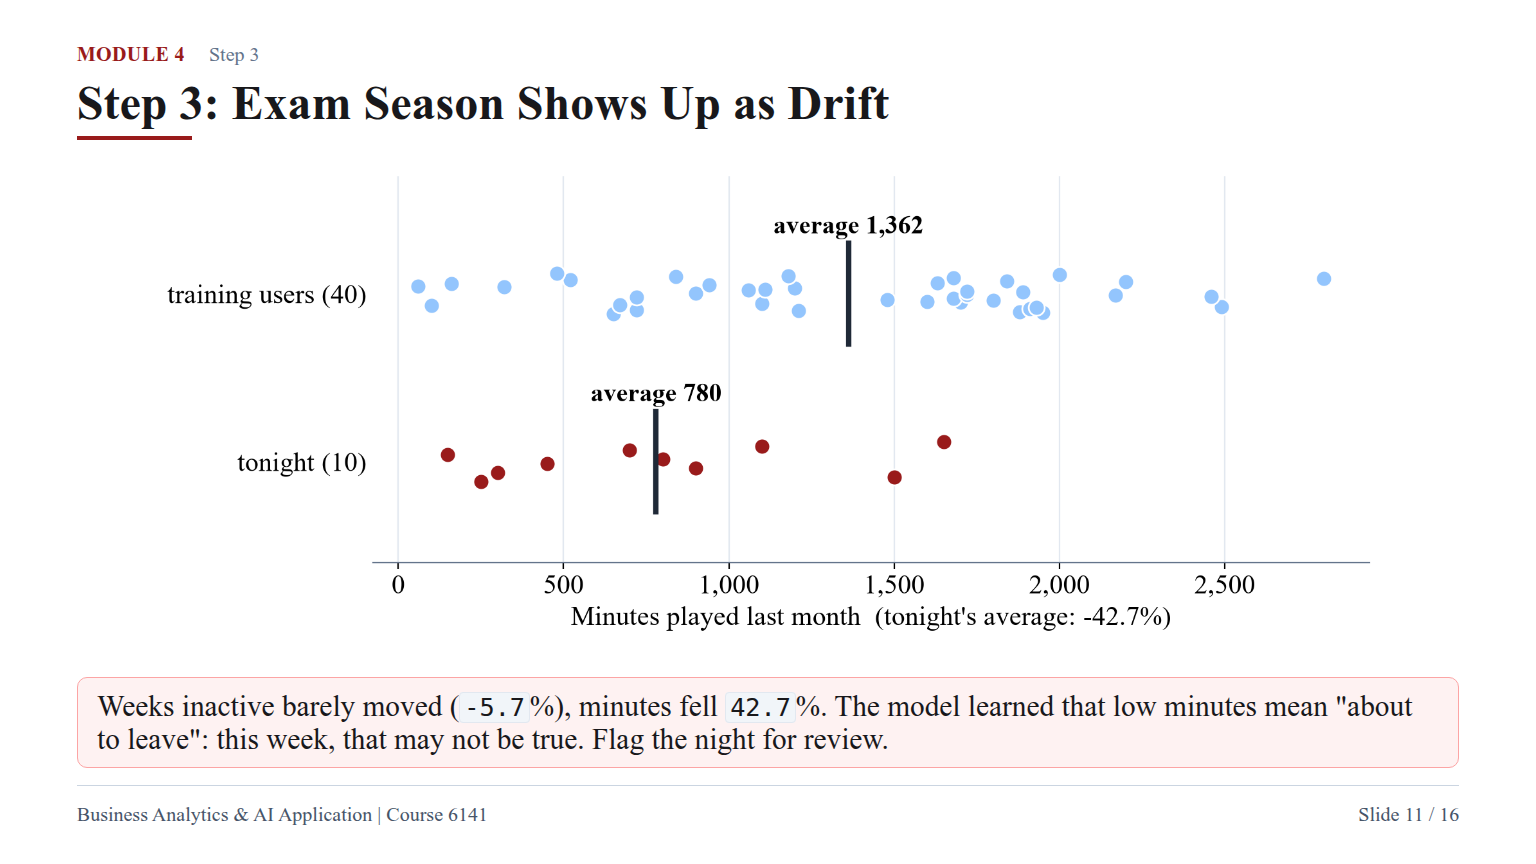 MODULE 4 Step 3
Step 3: Exam Season Shows Up as Drift
average 1,362
training users (40)
average 780
tonight (10)
0 500 1,000 1,500 2,000 2,500
Minutes played last month (tonight's average: -42.7%)
Weeks inactive barely moved (-5.7%), minutes fell 42.7%. The model learned that low minutes mean "about
to leave": this week, that may not be true. Flag the night for review.
Business Analytics & AI Application | Course 6141
Slide 11 / 16